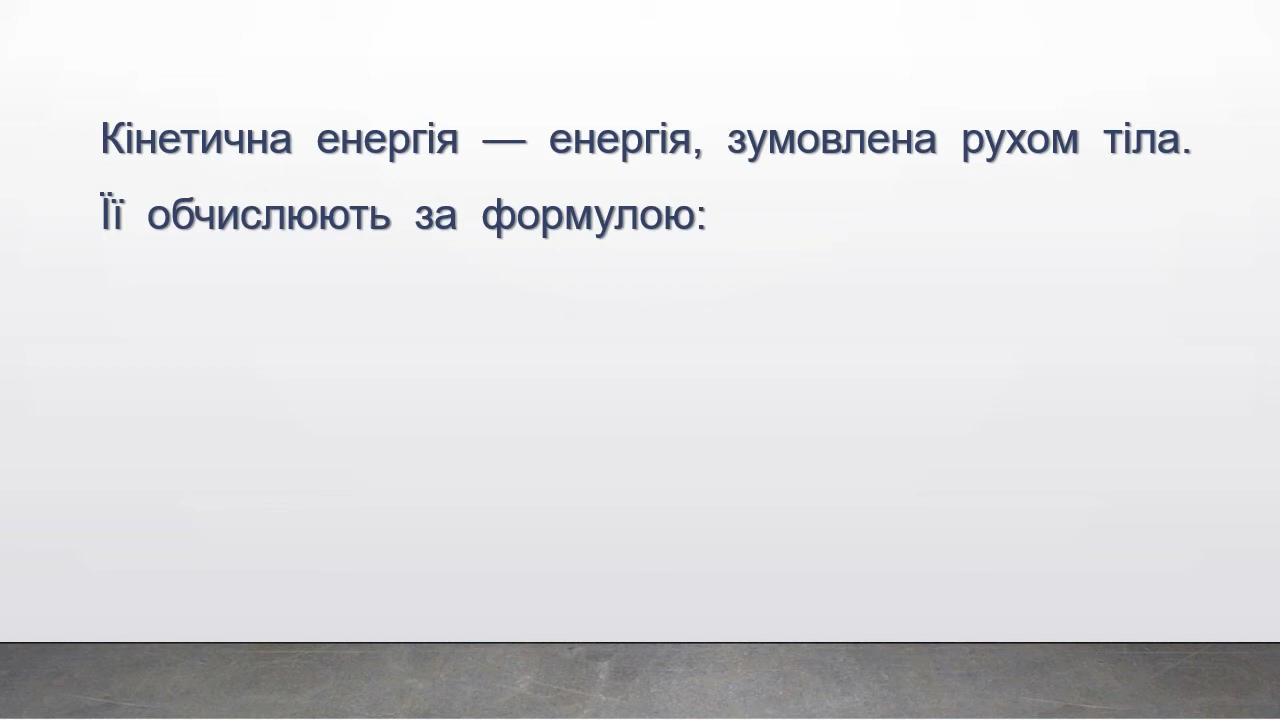 Кінетична енергія — енергія, зумовлена рухом тіла.
Її обчислюють за формулою: